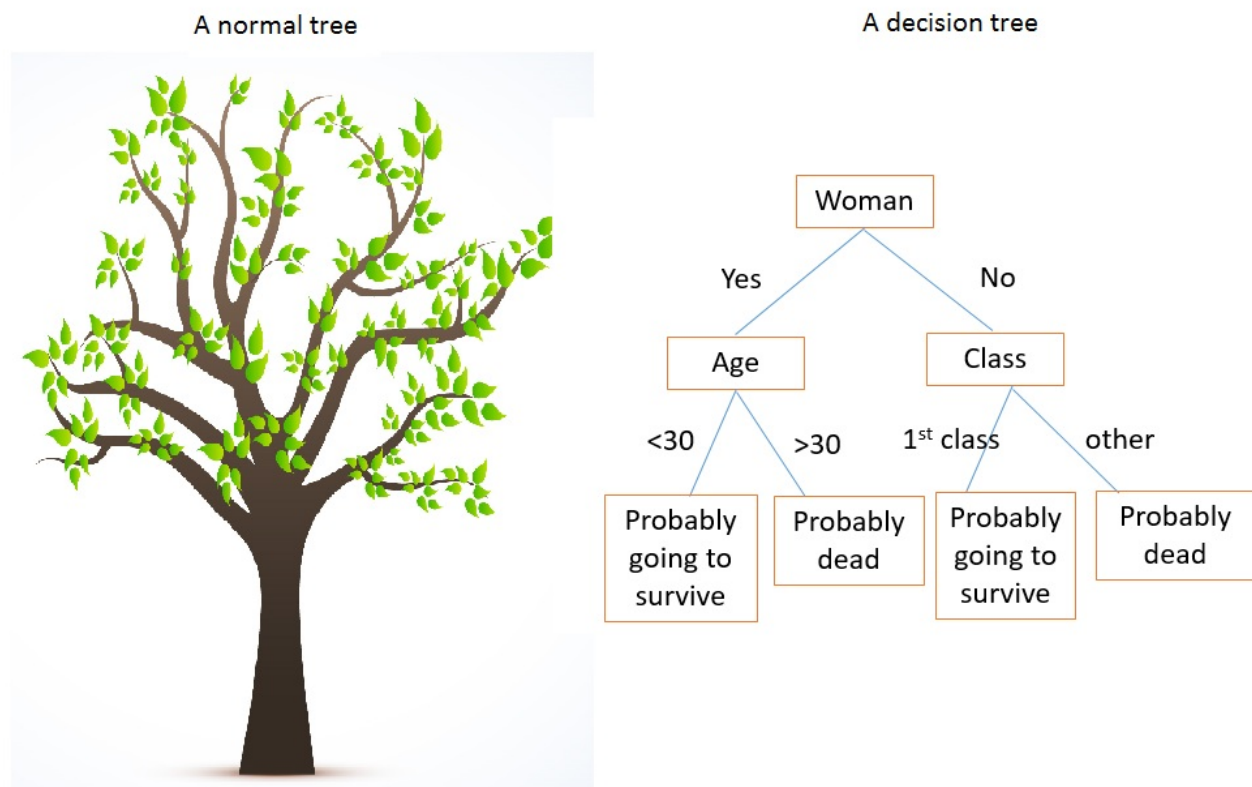 A normal tree
A decision tree
Woman
Yes
No
Age
Class
<30
>30
1st class
other
Probably
going to
survive
Probably
dead
Probably
going to
survive
Probably
dead